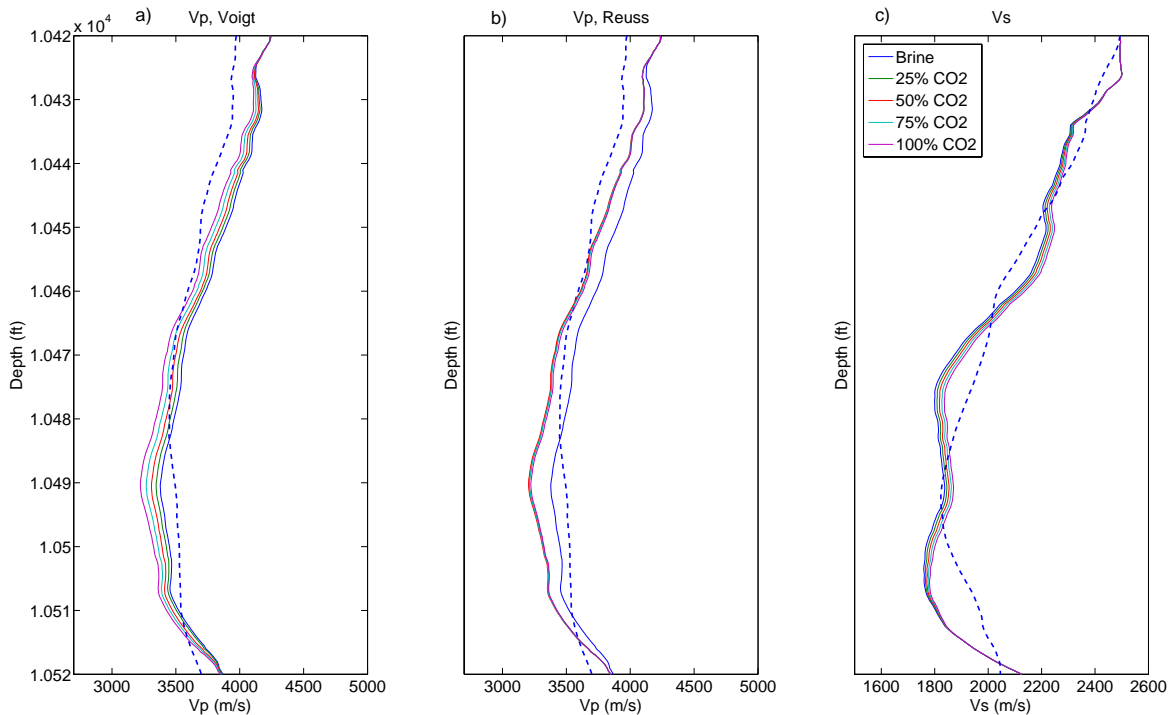 a) Vp, Voigt
x 10⁴
1.042
1.043
1.044
1.045
1.046
1.047
1.048
1.049
1.05
1.051
1.052
Depth (ft)
3000 3500 4000 4500 5000
Vp (m/s)
b) Vp, Reuss
Depth (ft)
3000 3500 4000 4500 5000
Vp (m/s)
c) Vs
Brine
25% CO2
50% CO2
75% CO2
100% CO2
Depth (ft)
1600 1800 2000 2200 2400 2600
Vs (m/s)